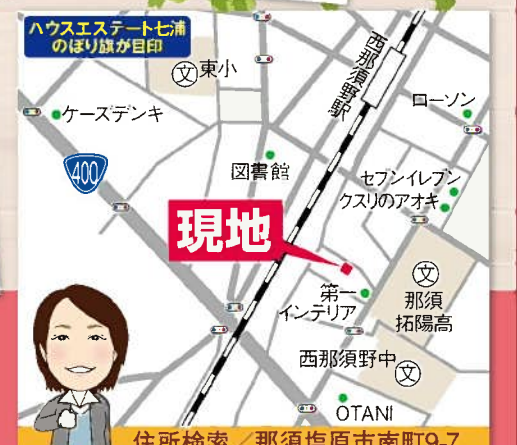 ハウスエステート七浦
のぼり旗が目印
文 東小
西那須野駅
ローソン
ケーズデンキ
400
図書館
セブンイレブン
クスリのアオキ
現地
文
那須
拓陽高
第一
インテリア
西那須野中
文
OTANI
住所検索/那須塩原市南町9-7